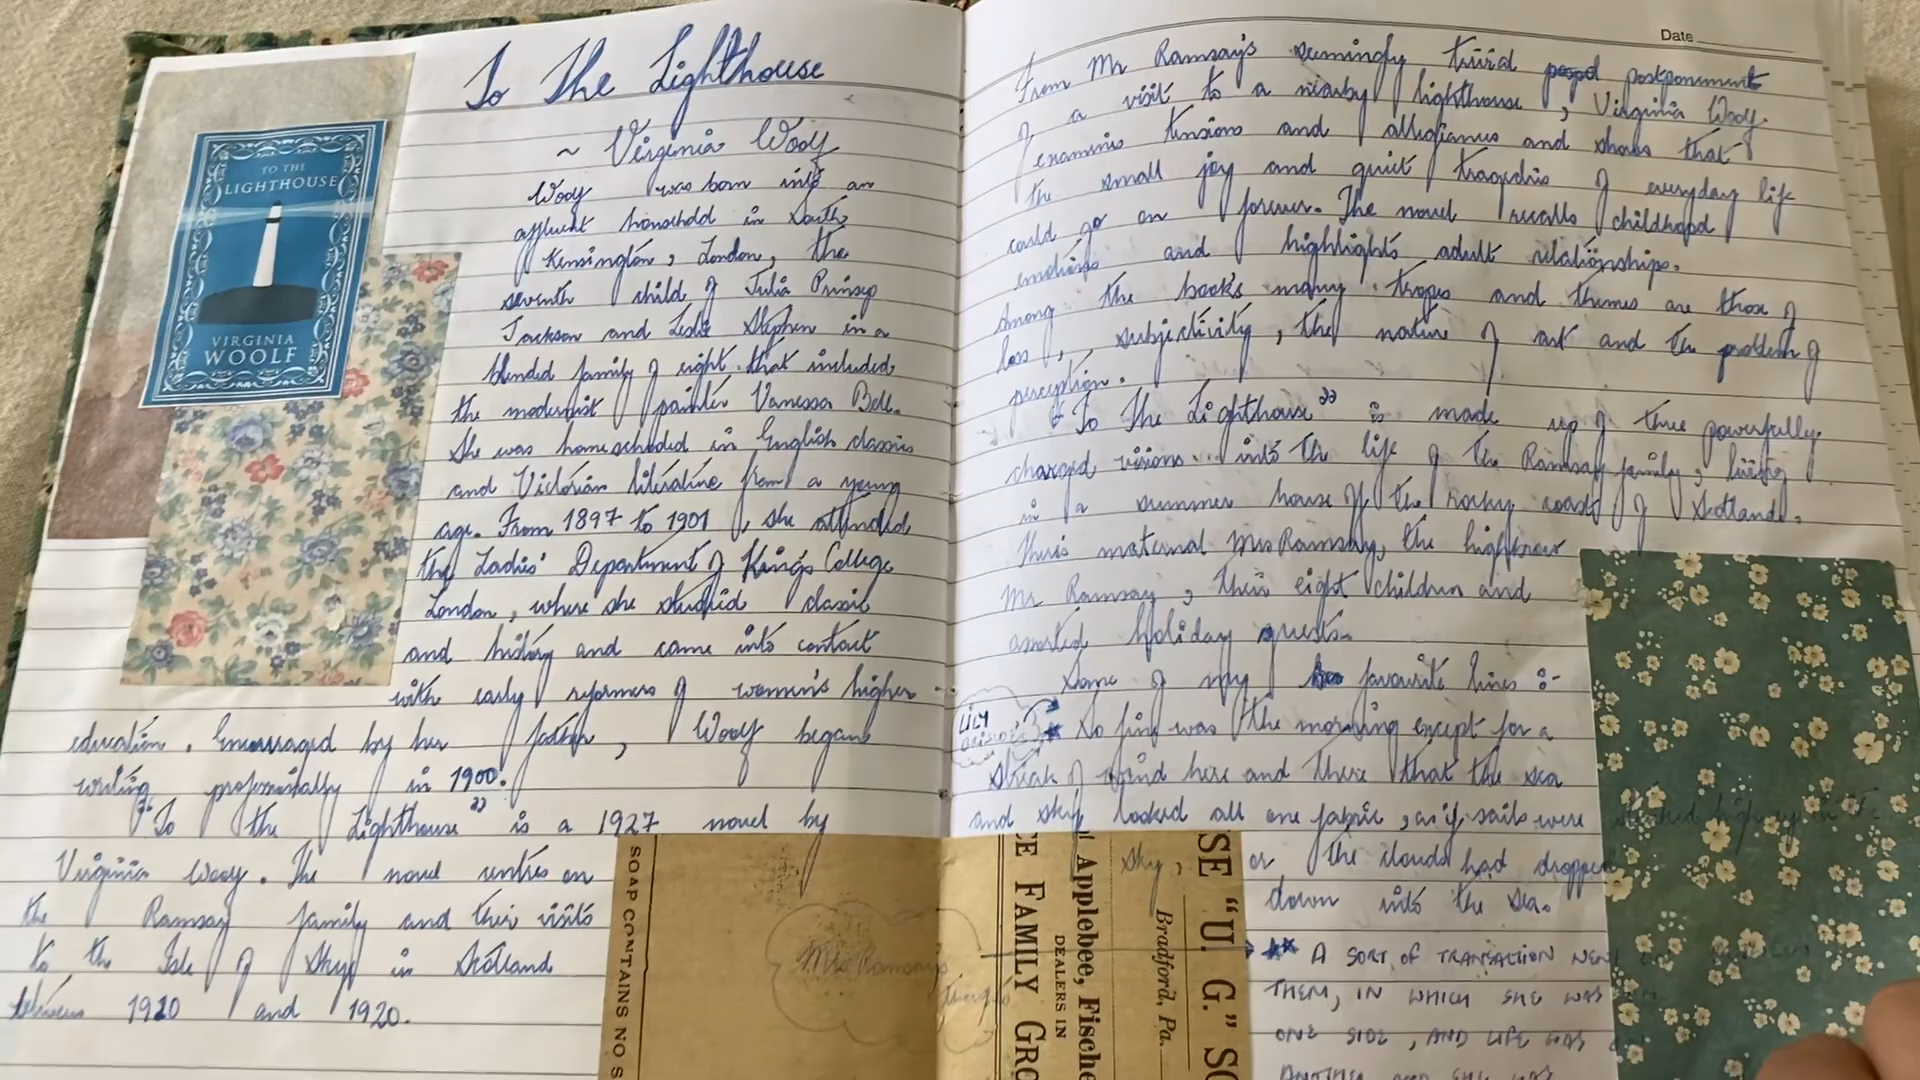 To The Lighthouse
~ Virginia Woolf
TO THE
LIGHTHOUSE
VIRGINIA
WOOLF
Woolf was born into an
affluent household in South
Kensington, London, the
seventh child of Julia Prinsep
Jackson and Leslie Stephen in a
blended family of eight that included
the modernist painter Vanessa Bell.
She was homeschooled in English classics
and Victorian literature from a young
age. From 1897 to 1901, she attended
the Ladies' Department of King's College
London, where she studied classic
and history and came into contact
with early reformers of women's higher
education. Encouraged by her father, Woolf began
writing professionally in 1900.
"To the Lighthouse" is a 1927 novel by
Virginia Woolf. The novel centres on
the Ramsay family and their visits
to the Isle of Skye in Scotland
between 1910 and 1920.
SOAP CONTAINS NO
Mrs Ramsay's
Date
From Mr Ramsay's seemingly trivial postponement
of a visit to a nearby lighthouse, Virginia Woolf
examines tensions and allegiances and shows that
the small joy and quiet tragedies of everyday life
could go on forever. The novel recalls childhood
emotions and highlights adult relationships.
Among the book's many tropes and themes are those of
loss, subjectivity, the nature of art and the problem of
perception.
"To The Lighthouse" is made up of three powerfully
charged visions... into the life of the Ramsay family, living
in a summer house of the rocky coasts of Scotland.
There's maternal Mrs Ramsay, the highbrow
Mr Ramsay, their eight children and
assorted holiday guests.
Some of my favourite lines :-
LILY
So fine was the morning except for a
streak of wind here and there that the sea
and sky looked all one fabric, as if sails were
stuck high up in the
sky, or the clouds had dropped
down into the sea.
A SORT OF TRANSACTION WENT
THEM, IN WHICH SHE WAS
ONE SIDE, AND LIFE WAS
ANOTHER AND SHE WAS
FAMILY
Applebee,
DEALERS IN
Bradford, Pa.
"U. G."